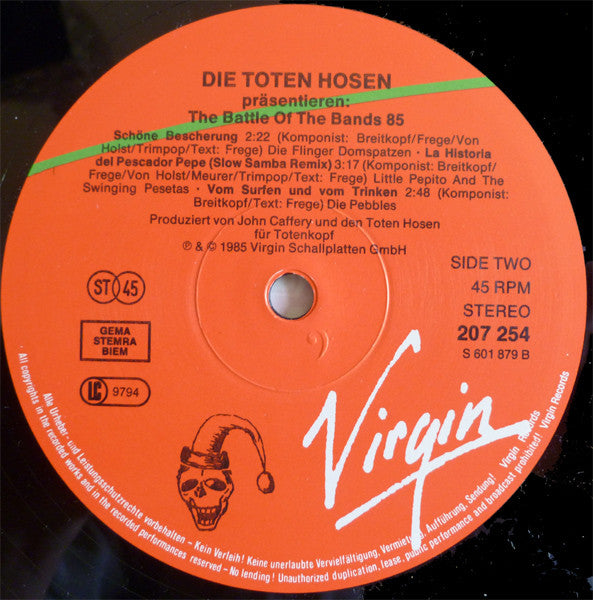 DIE TOTEN HOSEN
präsentieren:
The Battle Of The Bands 85
Schöne Bescherung 2:22 (Komponist: Breitkopf/Frege/Von
Holst/Trimpop/Text: Frege) Die Flinger Domspatzen · La Historia
del Pescador Pepe (Slow Samba Remix) 3:17 (Komponist: Breitkopf/
Frege/Von Holst/Meurer/Trimpop/Text: Frege) Little Pepito And The
Swinging Pesetas · Vom Surfen und vom Trinken 2:48 (Komponist:
Breitkopf/Text: Frege) Die Pebbles
Produziert von John Caffery und den Toten Hosen
für Totenkopf
℗ & © 1985 Virgin Schallplatten GmbH
ST 45
GEMA
STEMRA
BIEM
LC 9794
SIDE TWO
45 RPM
STEREO
207 254
S 601 879 B
Virgin
Alle Urheber- und Leistungsschutzrechte vorbehalten – Kein Verleih! Keine unerlaubte Vervielfältigung, Vermietung, Aufführung, Sendung! Virgin Records
All copyrights in the recorded works and in the recorded performances reserved – No lending! Unauthorized duplication, lease, public performance and broadcast prohibited! Virgin Records